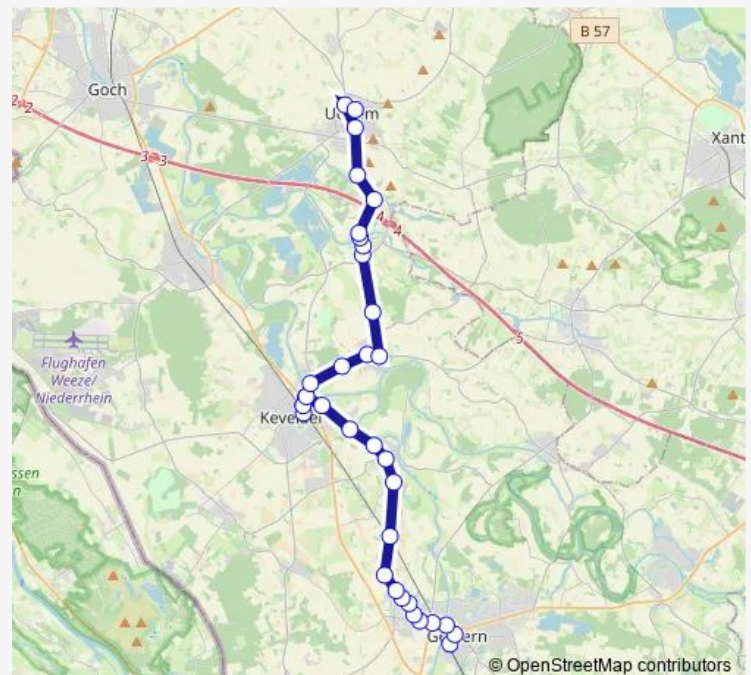 B 57
Goch
2
2
3
3
Xant
4
4
5
Flughafen
Weeze/
Niederrhein
ssen
n
© OpenStreetMap contributors